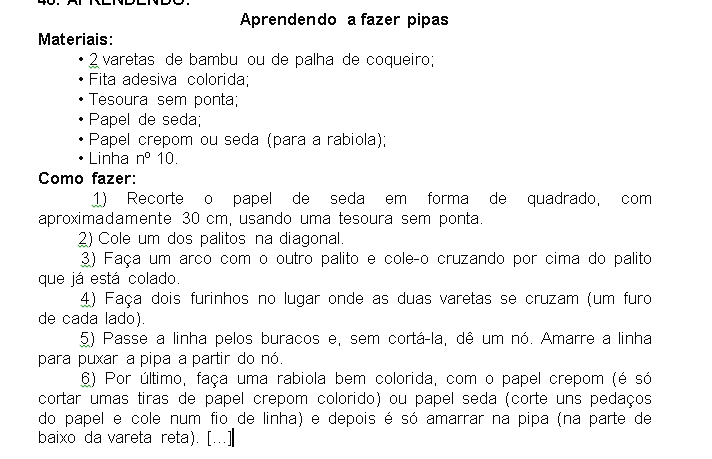 Aprendendo a fazer pipas
Materiais:
• 2 varetas de bambu ou de palha de coqueiro;
• Fita adesiva colorida;
• Tesoura sem ponta;
• Papel de seda;
• Papel crepom ou seda (para a rabiola);
• Linha nº 10.
Como fazer:
1) Recorte o papel de seda em forma de quadrado, com
aproximadamente 30 cm, usando uma tesoura sem ponta.
2) Cole um dos palitos na diagonal.
3) Faça um arco com o outro palito e cole-o cruzando por cima do palito
que já está colado.
4) Faça dois furinhos no lugar onde as duas varetas se cruzam (um furo
de cada lado).
5) Passe a linha pelos buracos e, sem cortá-la, dê um nó. Amarre a linha
para puxar a pipa a partir do nó.
6) Por último, faça uma rabiola bem colorida, com o papel crepom (é só
cortar umas tiras de papel crepom colorido) ou papel seda (corte uns pedaços
do papel e cole num fio de linha) e depois é só amarrar na pipa (na parte de
baixo da vareta reta). [...]